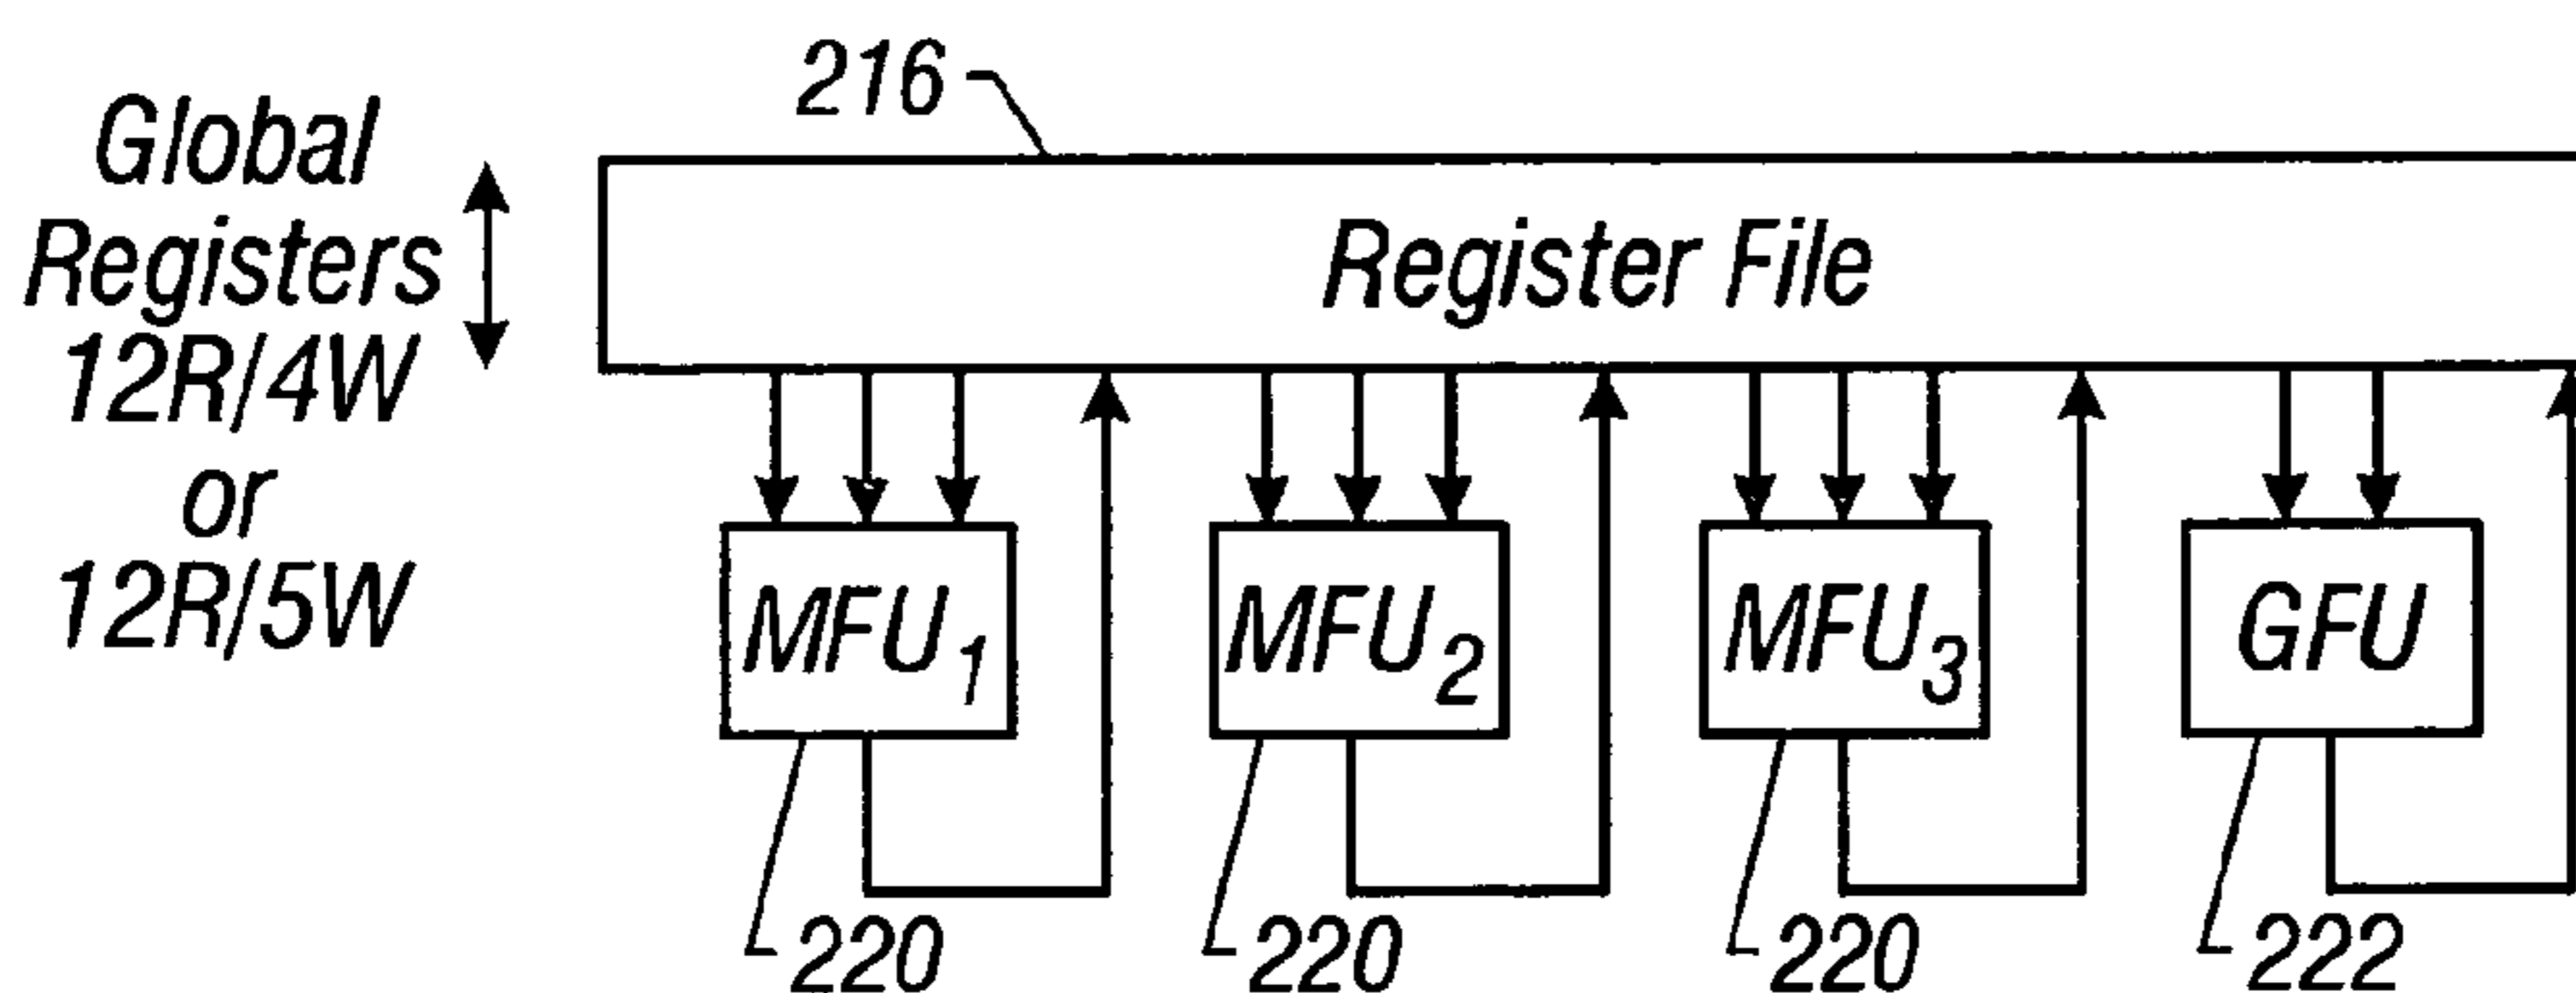 216
Global
Registers
12R/4W
or
12R/5W
Register File
MFU1
MFU2
MFU3
GFU
220
220
220
222